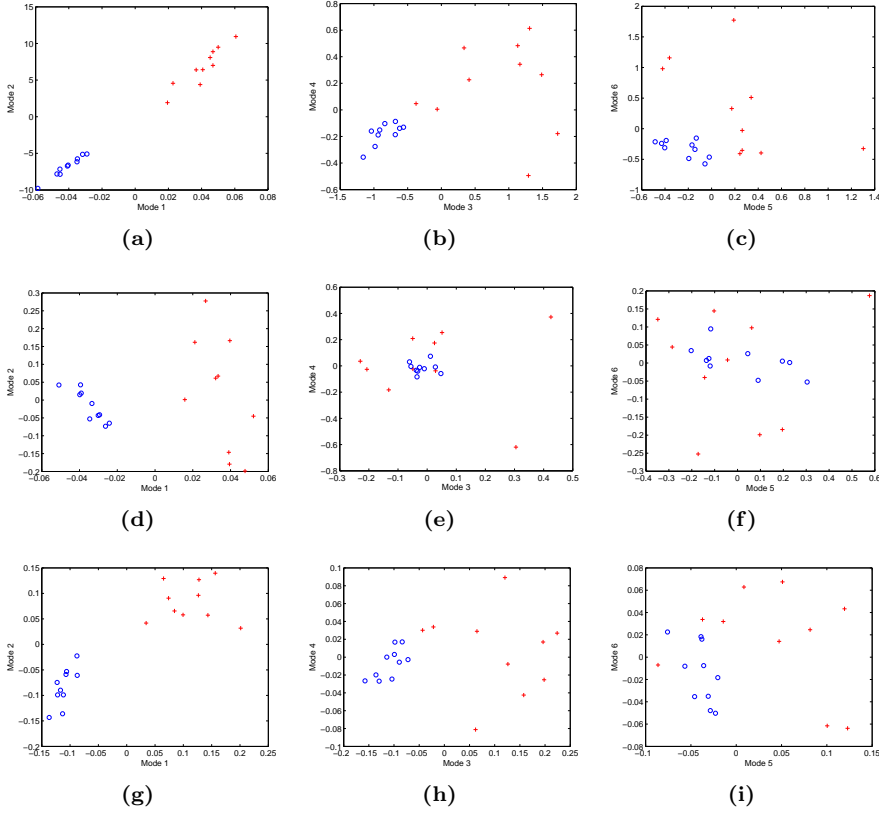 15
10
5
0
−5
−10
−0.06 −0.04 −0.02 0 0.02 0.04 0.06 0.08
Mode 1
Mode 2
(a)
0.8
0.6
0.4
0.2
0
−0.2
−0.4
−0.6
−1.5 −1 −0.5 0 0.5 1 1.5 2
Mode 3
Mode 4
(b)
2
1.5
1
0.5
0
−0.5
−1
−0.6 −0.4 −0.2 0 0.2 0.4 0.6 0.8 1 1.2 1.4
Mode 5
Mode 6
(c)
0.3
0.25
0.2
0.15
0.1
0.05
0
−0.05
−0.1
−0.15
−0.2
−0.06 −0.04 −0.02 0 0.02 0.04 0.06
Mode 1
Mode 2
(d)
0.8
0.6
0.4
0.2
0
−0.2
−0.4
−0.6
−0.8
−0.3 −0.2 −0.1 0 0.1 0.2 0.3 0.4 0.5
Mode 3
Mode 4
(e)
0.2
0.15
0.1
0.05
0
−0.05
−0.1
−0.15
−0.2
−0.25
−0.3
−0.4 −0.3 −0.2 −0.1 0 0.1 0.2 0.3 0.4 0.5 0.6
Mode 5
Mode 6
(f)
0.15
0.1
0.05
0
−0.05
−0.1
−0.15
−0.2
−0.15 −0.1 −0.05 0 0.05 0.1 0.15 0.2 0.25
Mode 1
Mode 2
(g)
0.1
0.08
0.06
0.04
0.02
0
−0.02
−0.04
−0.06
−0.08
−0.1
−0.2 −0.15 −0.1 −0.05 0 0.05 0.1 0.15 0.2 0.25
Mode 3
Mode 4
(h)
0.08
0.06
0.04
0.02
0
−0.02
−0.04
−0.06
−0.08
−0.1 −0.05 0 0.05 0.1 0.15
Mode 5
Mode 6
(i)